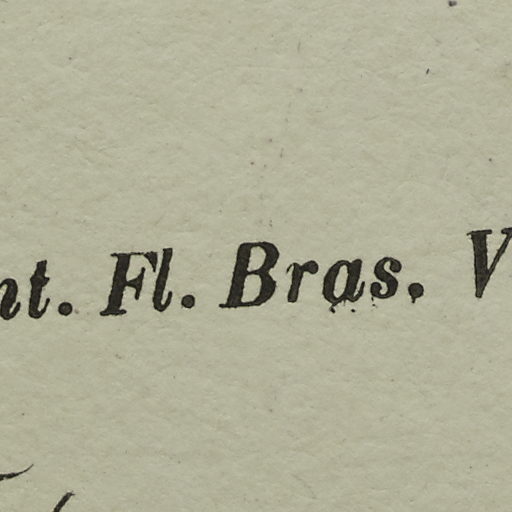 nt. Fl. Bras. V